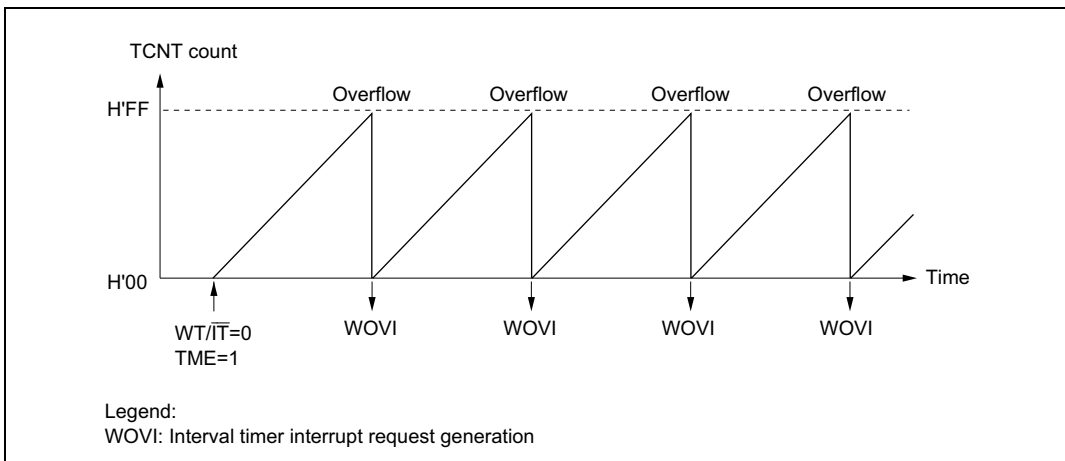 TCNT count
H'FF
Overflow Overflow Overflow Overflow
H'00
Time
WT/I̅T̅=0
TME=1
WOVI WOVI WOVI WOVI
Legend:
WOVI: Interval timer interrupt request generation